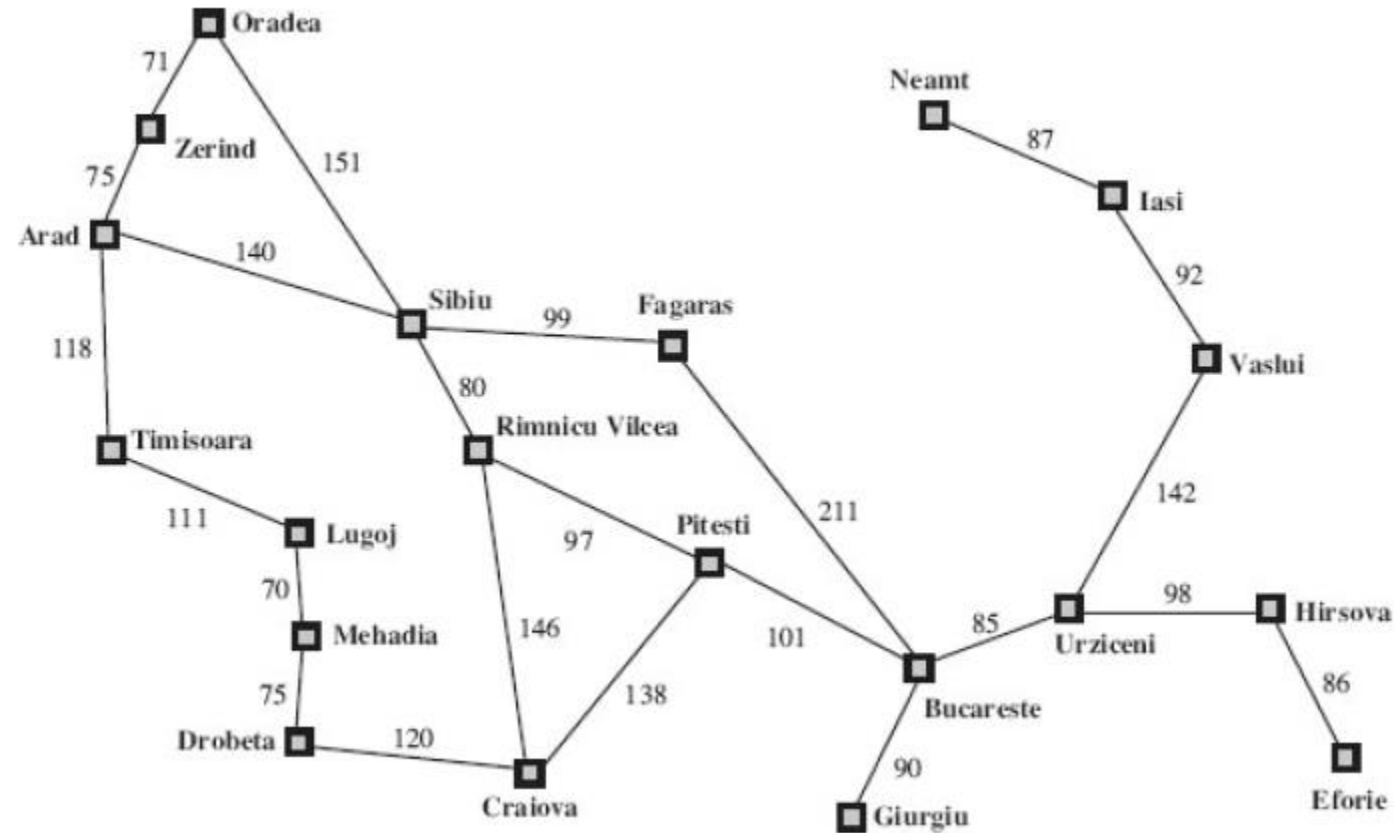 Oradea
71
Neamt
87
Zerind
151
75
Iasi
Arad
140
92
Sibiu
Fagaras
99
118
Vaslui
80
Rimnicu Vilcea
Timisoara
142
211
111
Pitesti
Lugoj
97
70
98
Hirsova
85
146
Mehadia
101
Urziceni
86
75
138
Bucareste
Drobeta
120
90
Eforie
Craiova
Giurgiu